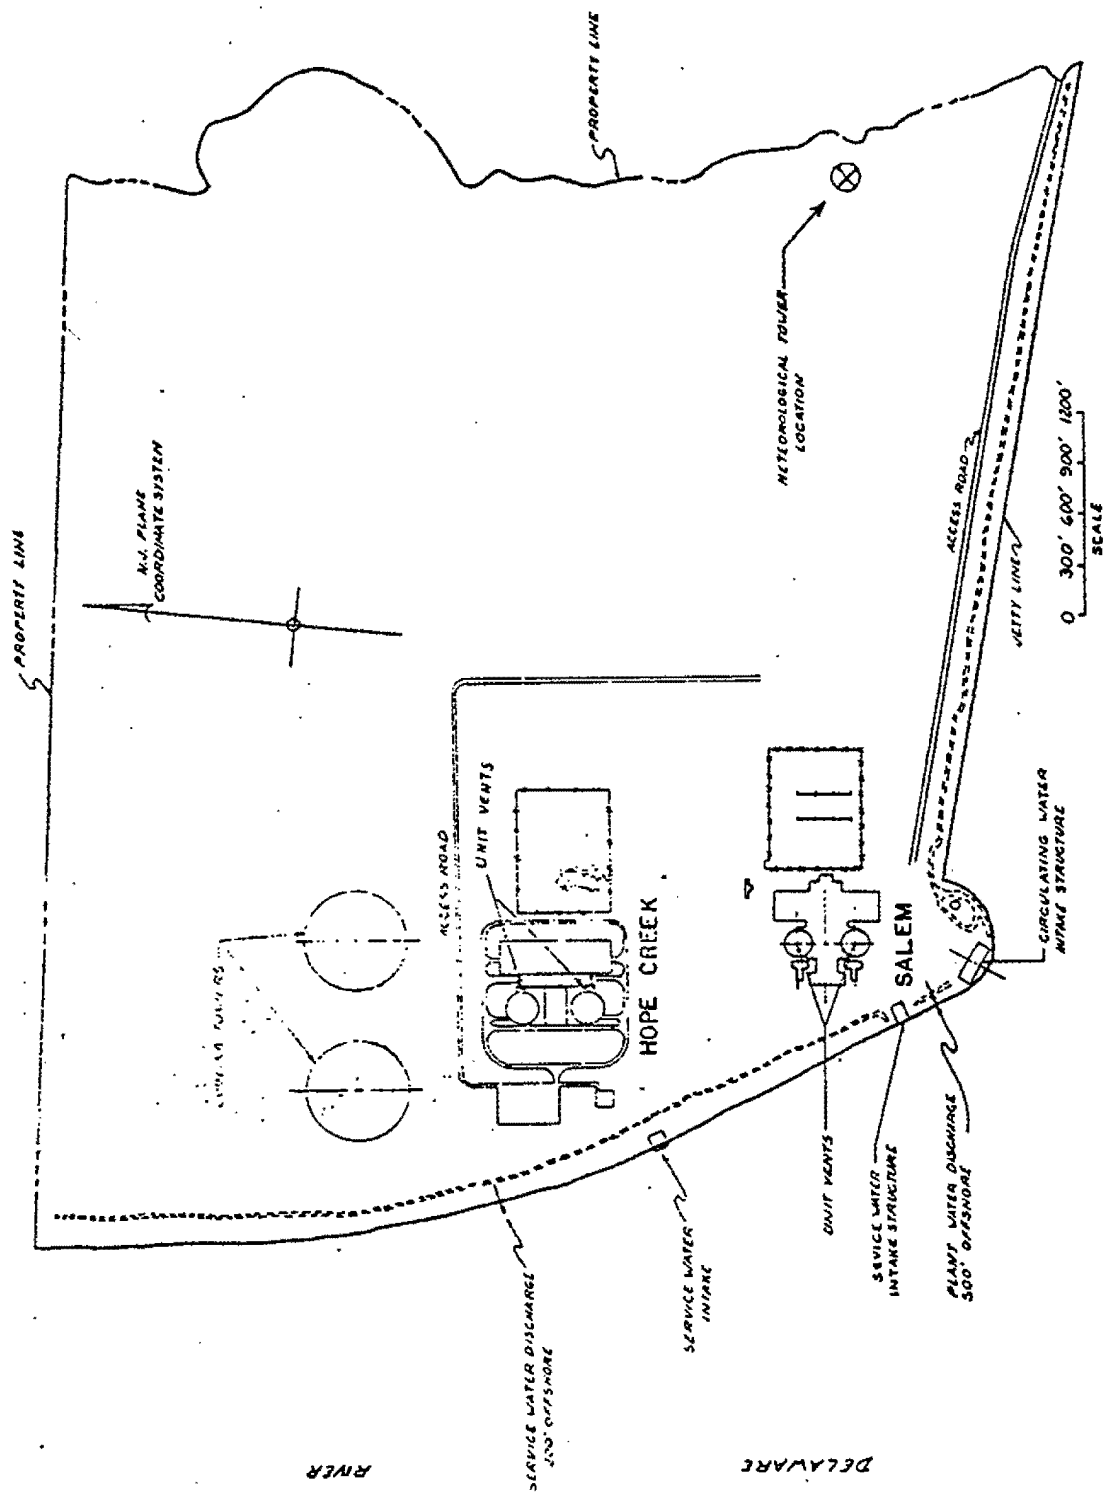 PROPERTY LINE
N.J. PLANE
COORDINATE SYSTEM
PROPERTY LINE
ACCESS ROAD
UNIT VENTS
HOPE CREEK
METEOROLOGICAL TOWER
LOCATION
SALEM
ACCESS ROAD
JETTY LINE
0 300' 600' 900' 1200'
SCALE
CIRCULATING WATER
INTAKE STRUCTURE
UNIT VENTS
SEVICE WATER
INTAKE STRUCTURE
PLANT WATER DISCHARGE
500' OFFSHORE
SERVICE WATER
INTAKE
SERVICE WATER DISCHARGE
OFFSHORE
RIVER
DELAWARE